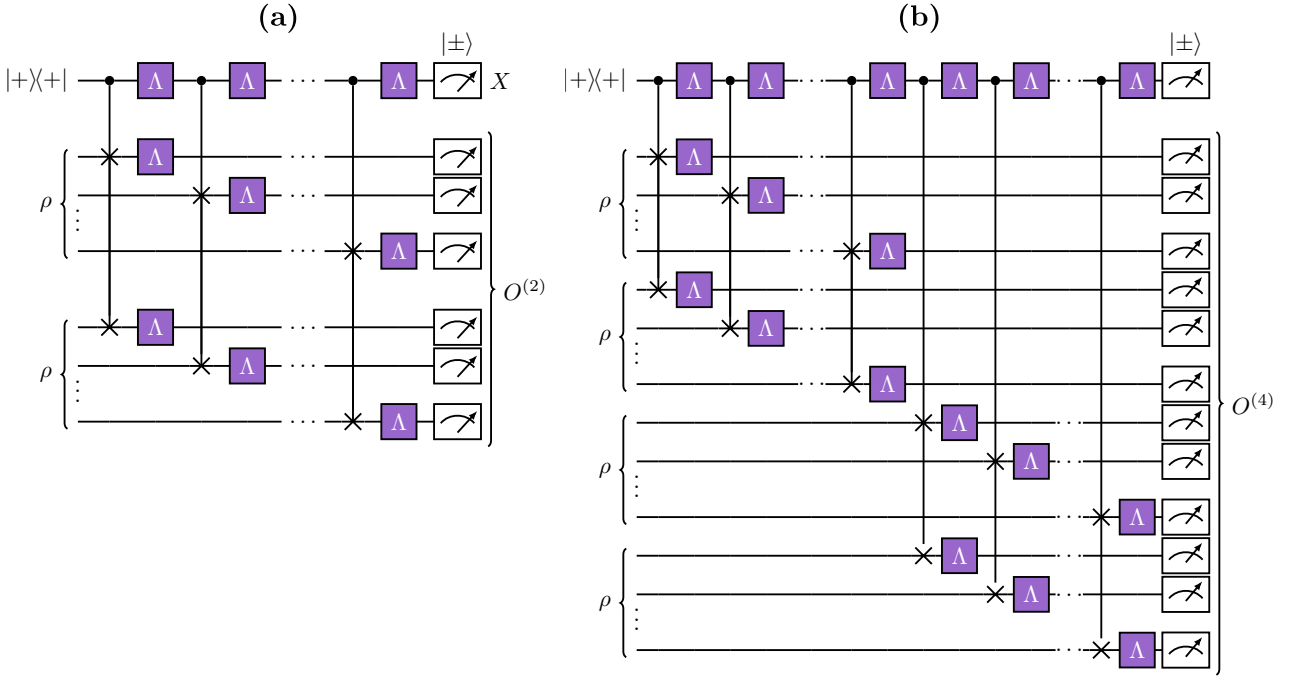 (a)
(b)
|±⟩
|±⟩
|+⟩⟨+| Λ Λ ··· Λ X
|+⟩⟨+| Λ Λ ··· Λ Λ Λ ··· Λ
Λ ···
Λ ···
ρ Λ ···
ρ Λ ···
⋮
⋮
··· Λ
··· Λ
Λ
O⁽²⁾
Λ ···
Λ
ρ Λ ···
ρ
⋮
⋮
··· Λ
··· Λ
O⁽⁴⁾
Λ ···
Λ ···
ρ
⋮
··· Λ
Λ ···
Λ ···
ρ
⋮
··· Λ